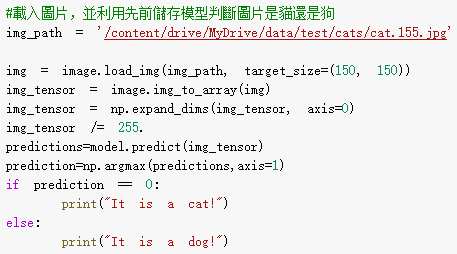 #載入圖片，並利用先前儲存模型判斷圖片是貓還是狗
img_path = '/content/drive/MyDrive/data/test/cats/cat.155.jpg'
img = image.load_img(img_path, target_size=(150, 150))
img_tensor = image.img_to_array(img)
img_tensor = np.expand_dims(img_tensor, axis=0)
img_tensor /= 255.
predictions=model.predict(img_tensor)
prediction=np.argmax(predictions,axis=1)
if prediction == 0:
    print("It is a cat!")
else:
    print("It is a dog!")